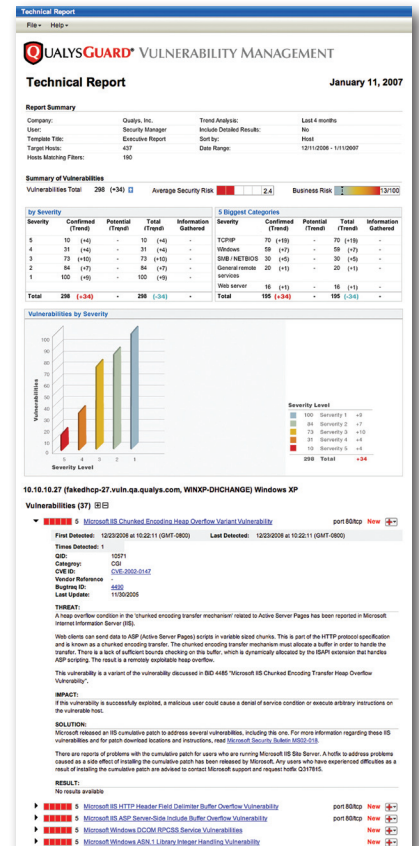 Technical Report
File Help
QUALYSGUARD® VULNERABILITY MANAGEMENT
Technical Report January 11, 2007
Report Summary
Company: Qualys, Inc. Trend Analysis: Last 4 months
User: Security Manager Include Detailed Results: No
Template Title: Executive Report Sort by: Host
Target Hosts: 437 Date Range: 12/11/2006 - 1/11/2007
Hosts Matching Filters: 190
Summary of Vulnerabilities
Vulnerabilities Total 298 (+34) Average Security Risk 2.4 Business Risk 13/100
by Severity 5 Biggest Categories
Severity Confirmed (Trend) Potential (Trend) Total (Trend) Information Gathered Severity Confirmed (Trend) Potential (Trend) Total (Trend) Information Gathered
5 10 (+4) - 10 (+4) - TCP/IP 70 (+19) - 70 (+19) -
4 31 (+4) - 31 (+4) - Windows 59 (+7) - 59 (+7) -
3 73 (+10) - 73 (+10) - SMB / NETBIOS 30 (+5) - 30 (+5) -
2 84 (+7) - 84 (+7) - General remote services 20 (+1) - 20 (+1) -
1 100 (+9) - 100 (+9) - Web server 16 (+1) - 16 (+1) -
Total 298 (+34) - 298 (-34) - Total 195 (+34) - 195 (-34) -
Vulnerabilities by Severity
100
90
80
70
60
50
40
30
20
10
0
Vulnerabilities
5 4 3 2 1
Severity Level
Severity Level
100 Serverity 1 +9
84 Serverity 2 +7
73 Serverity 3 +10
31 Serverity 4 +4
10 Serverity 5 +4
298 Total +34
10.10.10.27 (fakedhcp-27.vuln.qa.qualys.com, WINXP-DHCHANGE) Windows XP
Vulnerabilities (37)
5 Microsoft IIS Chunked Encoding Heap Overflow Variant Vulnerability port 80/tcp New
First Detected: 12/23/2006 at 10:22:11 (GMT-0800) Last Detected: 12/23/2006 at 10:22:11 (GMT-0800)
Times Detected: 1
QID: 10571
Categroy: CGI
CVE ID: CVE-2002-0147
Vendor Reference -
Bugtraq ID: 4490
Last Update: 11/30/2005
THREAT:
A heap overflow condition in the 'chunked encoding transfer mechanism' related to Active Server Pages has been reported in Microsoft
Internet Information Server (IIS).
Web clients can send data to ASP (Active Server Pages) scripts in variable sized chunks. This is part of the HTTP protocol specification
and is known as a chunked encoding transfer. The chunked encoding transfer mechanism must allocate a buffer in order to handle the
transfer. There is a lack of sufficient bounds checking on this buffer, which is dynamically allocated by the ISAPI extension that handles
ASP scripting. The result is a remotely exploitable heap overflow.
This vulnerability is a variant of the vulnerability discussed in BID 4485 "Microsoft IIS Chunked Encoding Transfer Heap Overflow
Vulnerability".
IMPACT:
If this vulnerability is successfully exploited, a malicious user could cause a denial of service condition or execute arbitrary instructions on
the vulnerable host.
SOLUTION:
Microsoft released an IIS cumulative patch to address several vulnerabilities, including this one. For more information regarding these IIS
vulnerabilities and for patch download locations and instructions, read Microsoft Security Bulletin MS02-018.
There are reports of problems with the cumulative patch for users who are running Microsoft IIS Site Server. A hotfix to address problems
caused as a side effect of installing the cumulative patch has been released by Microsoft. Any users who have experienced difficulties as a
result of installing the cumulative patch are advised to contact Microsoft support and request hotfix Q317815.
RESULT:
No results available
5 Microsoft IIS HTTP Header Field Delimiter Buffer Overflow Vulnerability port 80/tcp New
5 Microsoft IIS ASP Server-Side Include Buffer Overflow Vulnerability port 80/tcp New
5 Microsoft Windows DCOM RPCSS Service Vulnerabilities New
5 Microsoft Windows ASN.1 Library Integer Handling Vulnerability New